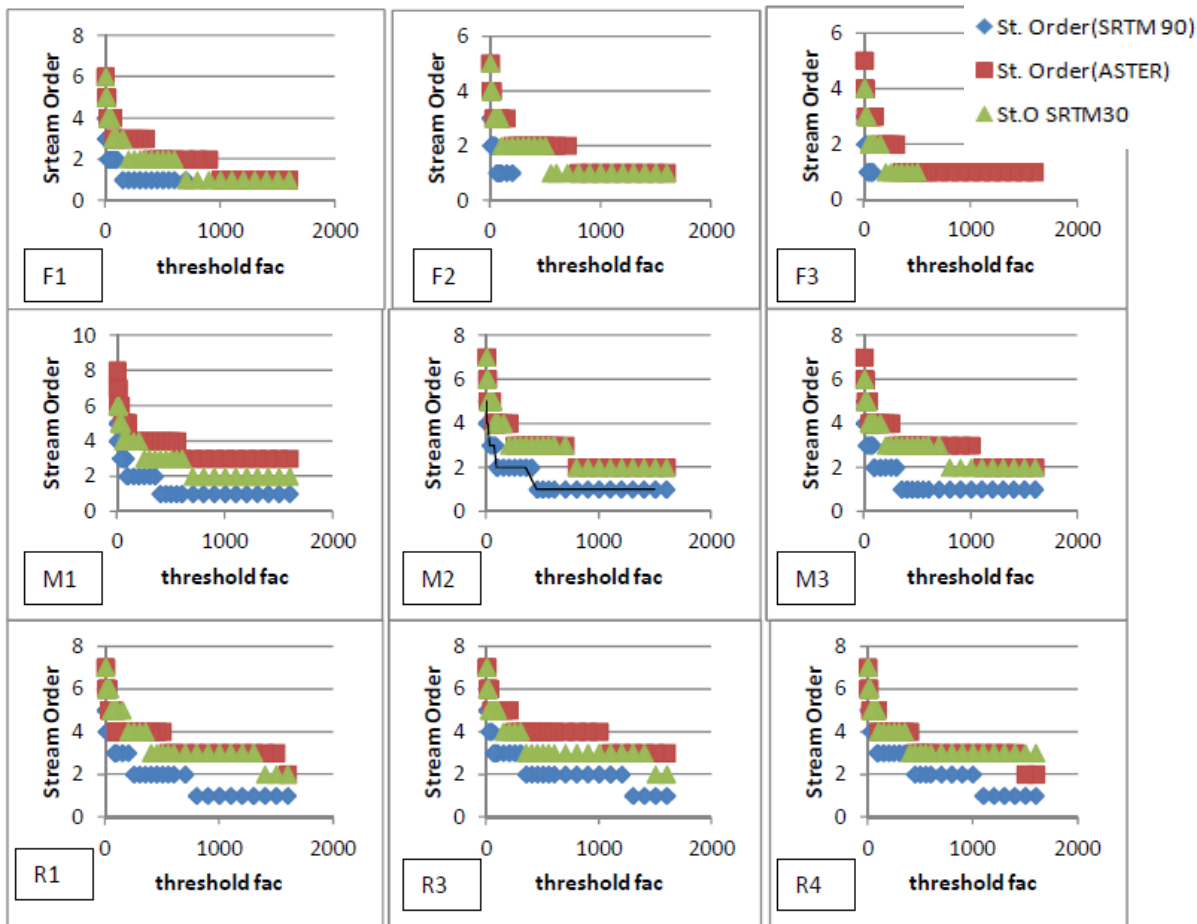 St. Order(SRTM 90)
St. Order(ASTER)
St.O SRTM30
Srteam Order
8
6
4
2
0
0 1000 2000
threshold fac
F1
Stream Order
6
4
2
0
0 1000 2000
threshold fac
F2
Stream Order
6
4
2
0
0 1000 2000
threshold fac
F3
Stream Order
10
8
6
4
2
0
0 1000 2000
threshold fac
M1
Stream Order
8
6
4
2
0
0 1000 2000
threshold fac
M2
Stream Order
8
6
4
2
0
0 1000 2000
threshold fac
M3
Stream Order
8
6
4
2
0
0 1000 2000
threshold fac
R1
Stream Order
8
6
4
2
0
0 1000 2000
threshold fac
R3
Stream Order
8
6
4
2
0
0 1000 2000
threshold fac
R4